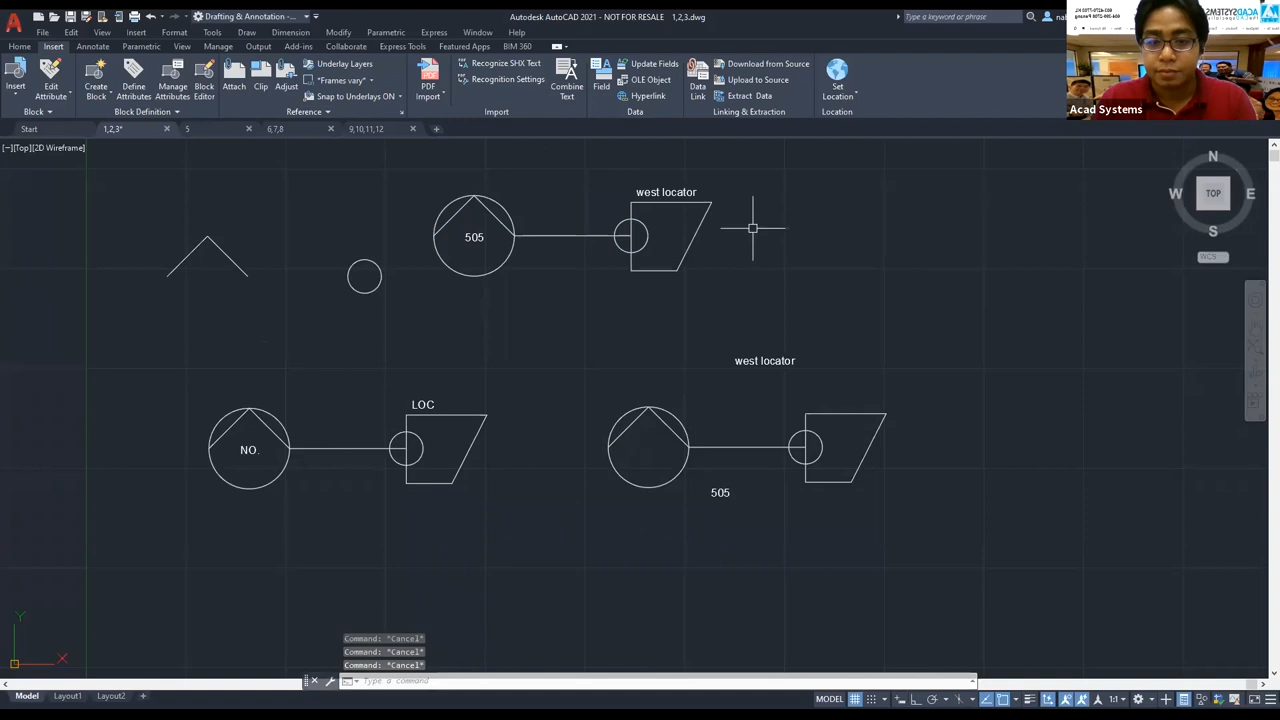 Drafting & Annotation -
Autodesk AutoCAD 2021 - NOT FOR RESALE 1,2,3.dwg
Type a keyword or phrase
File Edit View Insert Format Tools Draw Dimension Modify Parametric Express Window Help
Home Insert Annotate Parametric View Manage Output Add-ins Collaborate Express Tools Featured Apps BIM 360
Insert
Edit Attribute
Create Block
Define Attributes
Manage Attributes
Block Editor
Attach
Clip
Adjust
Underlay Layers
*Frames vary*
Snap to Underlays ON
PDF Import
Recognize SHX Text
Recognition Settings
Combine Text
Field
Update Fields
OLE Object
Hyperlink
Data Link
Download from Source
Upload to Source
Extract Data
Set Location
Block
Block Definition
Reference
Import
Data
Linking & Extraction
Location
Acad Systems
Start
1,2,3*
5
6,7,8
9,10,11,12
[−][Top][2D Wireframe]
N
W TOP E
S
WCS
west locator
505
west locator
LOC
NO.
505
Y
X
Command: *Cancel*
Command: *Cancel*
Command: *Cancel*
Type a command
Model Layout1 Layout2 +
MODEL
1:1